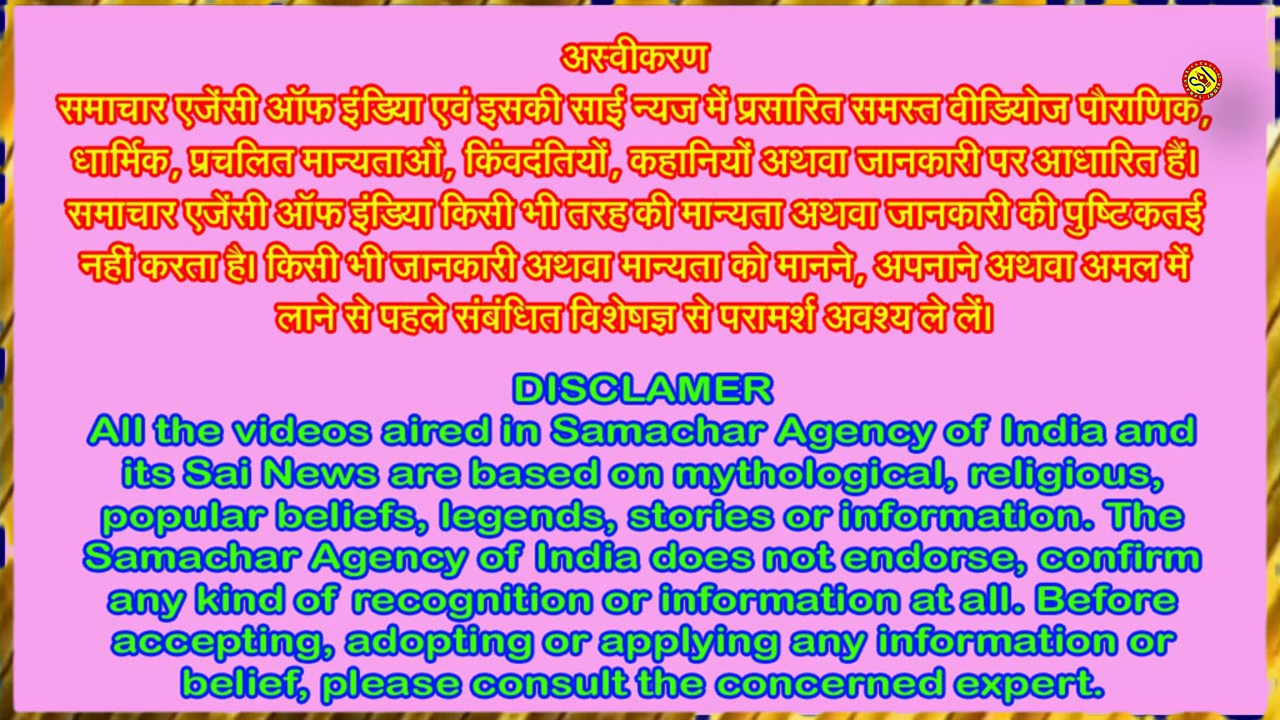 अस्वीकरण
SAI
समाचार एजेंसी ऑफ इंडिया एवं इसकी साई न्यज में प्रसारित समस्त वीडियोज पौराणिक,
धार्मिक, प्रचलित मान्यताओं, किंवदंतियों, कहानियों अथवा जानकारी पर आधारित हैं।
समाचार एजेंसी ऑफ इंडिया किसी भी तरह की मान्यता अथवा जानकारी की पुष्टि कतई
नहीं करता है। किसी भी जानकारी अथवा मान्यता को मानने, अपनाने अथवा अमल में
लाने से पहले संबंधित विशेषज्ञ से परामर्श अवश्य ले लें।
DISCLAMER
All the videos aired in Samachar Agency of India and
its Sai News are based on mythological, religious,
popular beliefs, legends, stories or information. The
Samachar Agency of India does not endorse, confirm
any kind of recognition or information at all. Before
accepting, adopting or applying any information or
belief, please consult the concerned expert.